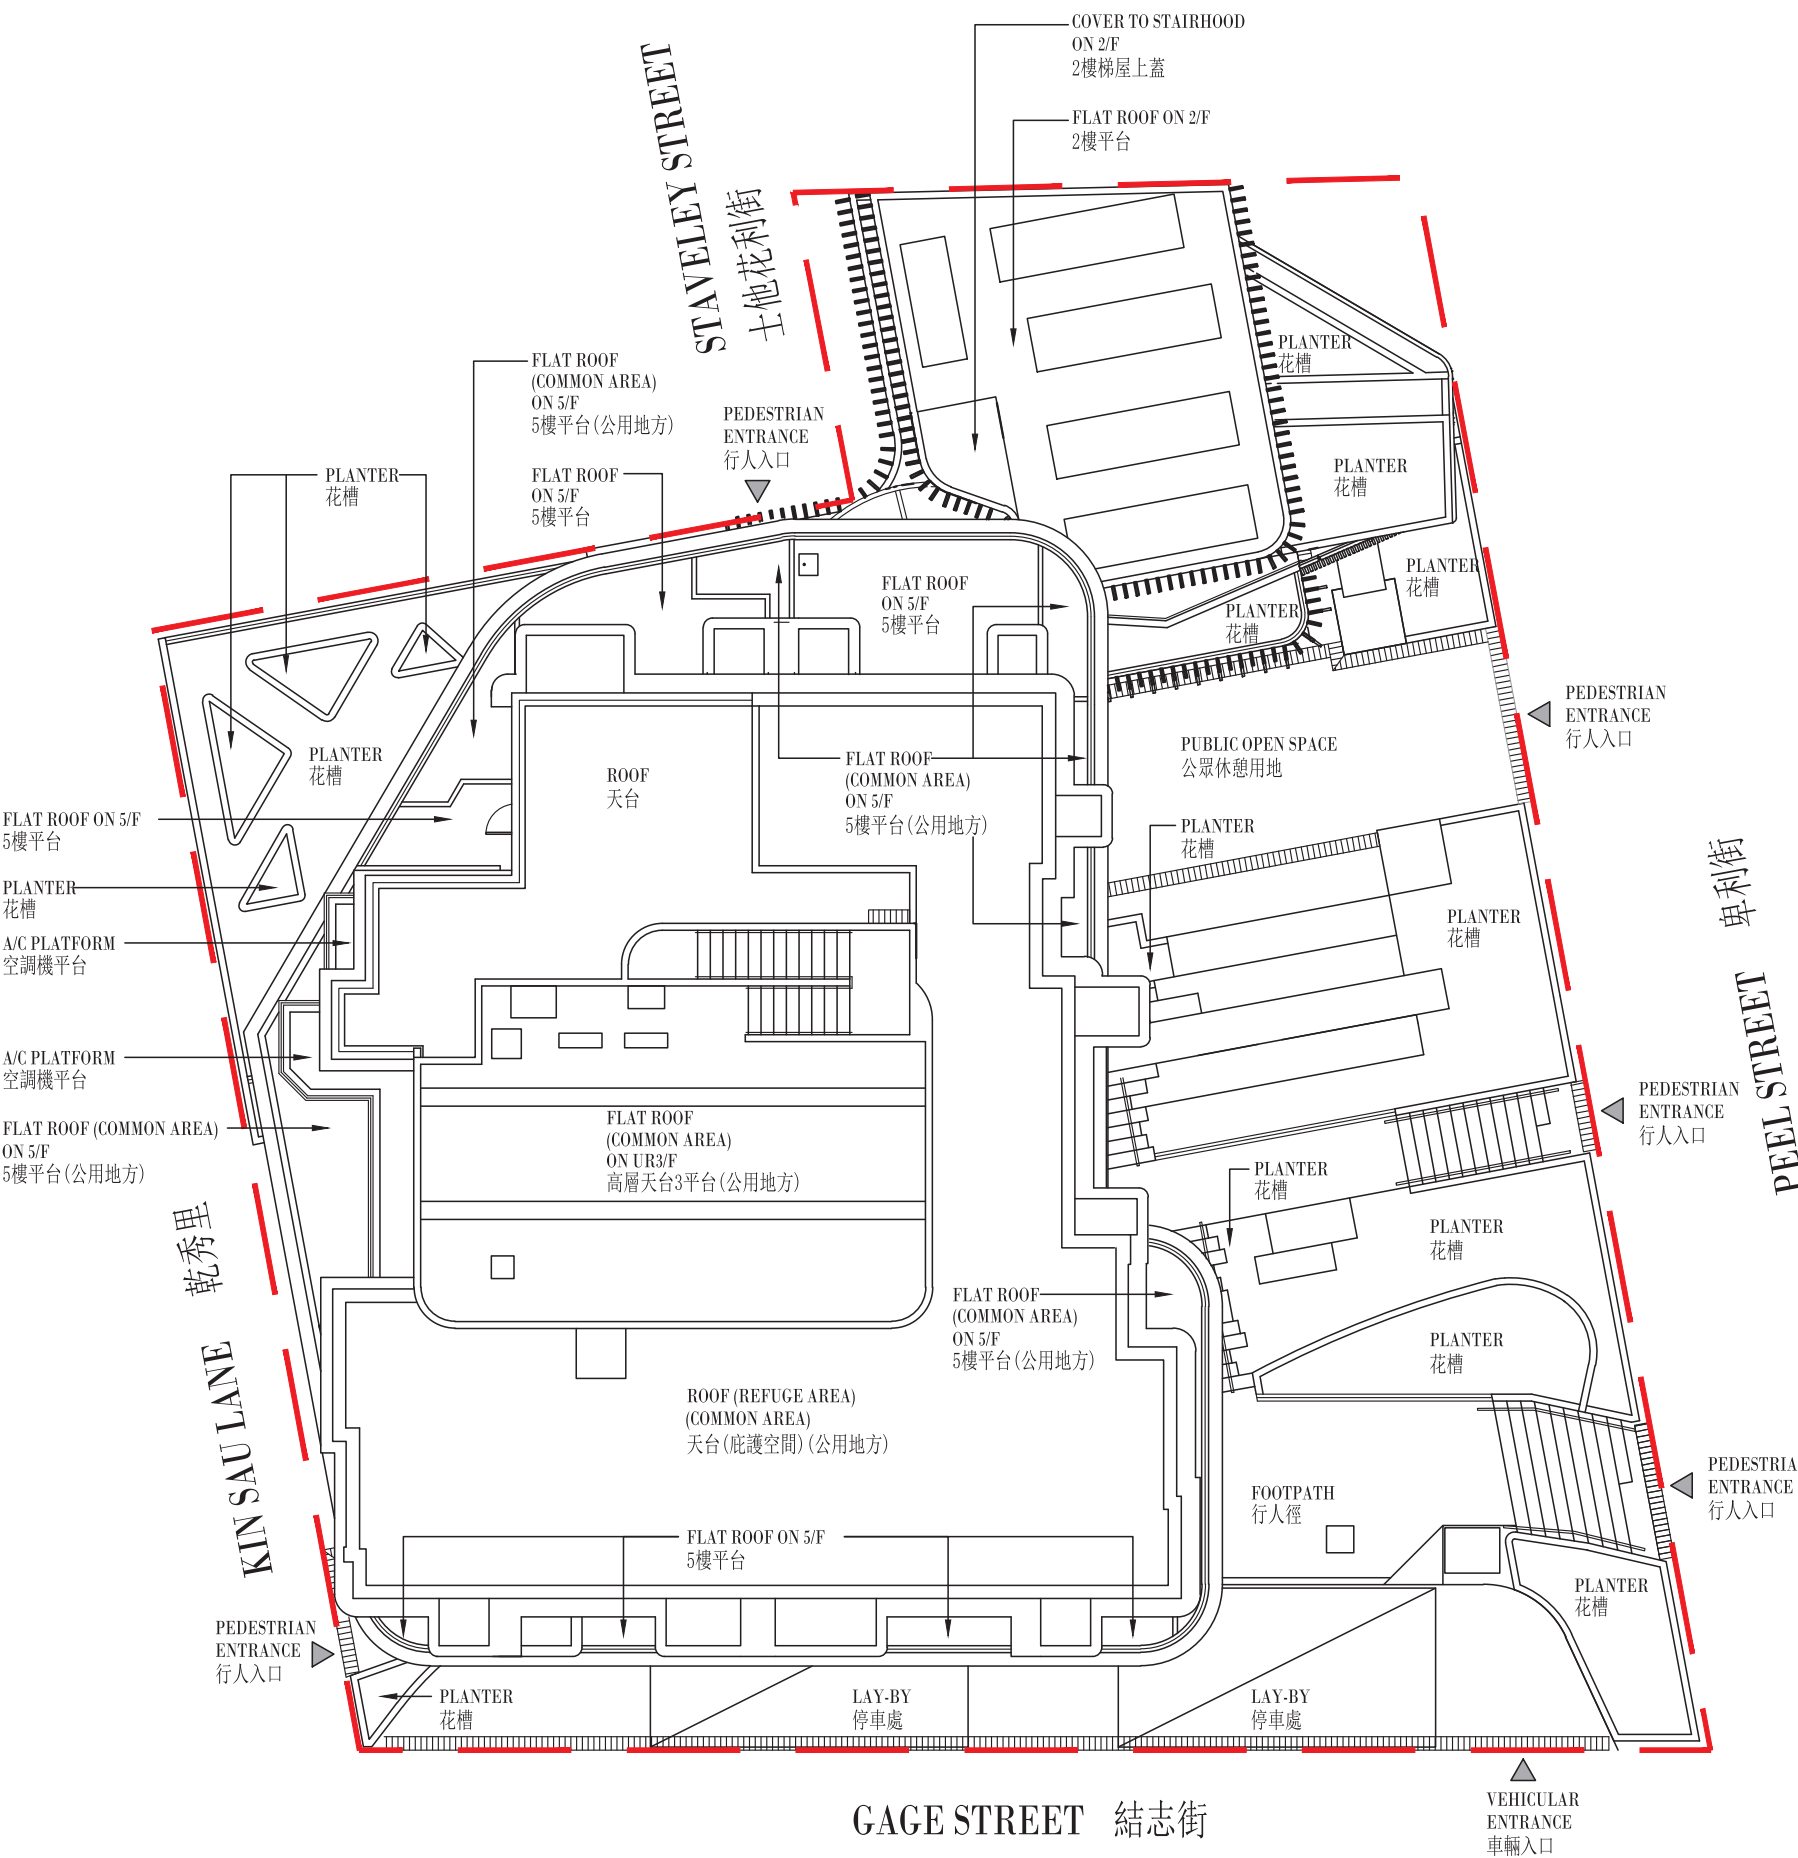 COVER TO STAIRHOOD
ON 2/F
2樓梯屋上蓋
FLAT ROOF ON 2/F
2樓平台
STAVELEY STREET
士他花利街
FLAT ROOF
(COMMON AREA)
ON 5/F
5樓平台(公用地方)
PEDESTRIAN
ENTRANCE
行人入口
PLANTER
花槽
FLAT ROOF
ON 5/F
5樓平台
PLANTER
花槽
PLANTER
花槽
PLANTER
花槽
FLAT ROOF
ON 5/F
5樓平台
PLANTER
花槽
PEDESTRIAN
ENTRANCE
行人入口
PLANTER
花槽
ROOF
天台
FLAT ROOF
(COMMON AREA)
ON 5/F
5樓平台(公用地方)
PUBLIC OPEN SPACE
公眾休憩用地
FLAT ROOF ON 5/F
5樓平台
PLANTER
花槽
PLANTER
花槽
PLANTER
花槽
A/C PLATFORM
空調機平台
A/C PLATFORM
空調機平台
卑利街
PEEL STREET
PEDESTRIAN
ENTRANCE
行人入口
FLAT ROOF (COMMON AREA)
ON 5/F
5樓平台(公用地方)
FLAT ROOF
(COMMON AREA)
ON UR3/F
高層天台3平台(公用地方)
PLANTER
花槽
PLANTER
花槽
乾秀里
KIN SAU LANE
FLAT ROOF
(COMMON AREA)
ON 5/F
5樓平台(公用地方)
PLANTER
花槽
ROOF (REFUGE AREA)
(COMMON AREA)
天台(庇護空間)(公用地方)
FOOTPATH
行人徑
PEDESTRIA
ENTRANCE
行人入口
FLAT ROOF ON 5/F
5樓平台
PLANTER
花槽
PEDESTRIAN
ENTRANCE
行人入口
PLANTER
花槽
LAY-BY
停車處
LAY-BY
停車處
GAGE STREET 結志街
VEHICULAR
ENTRANCE
車輛入口